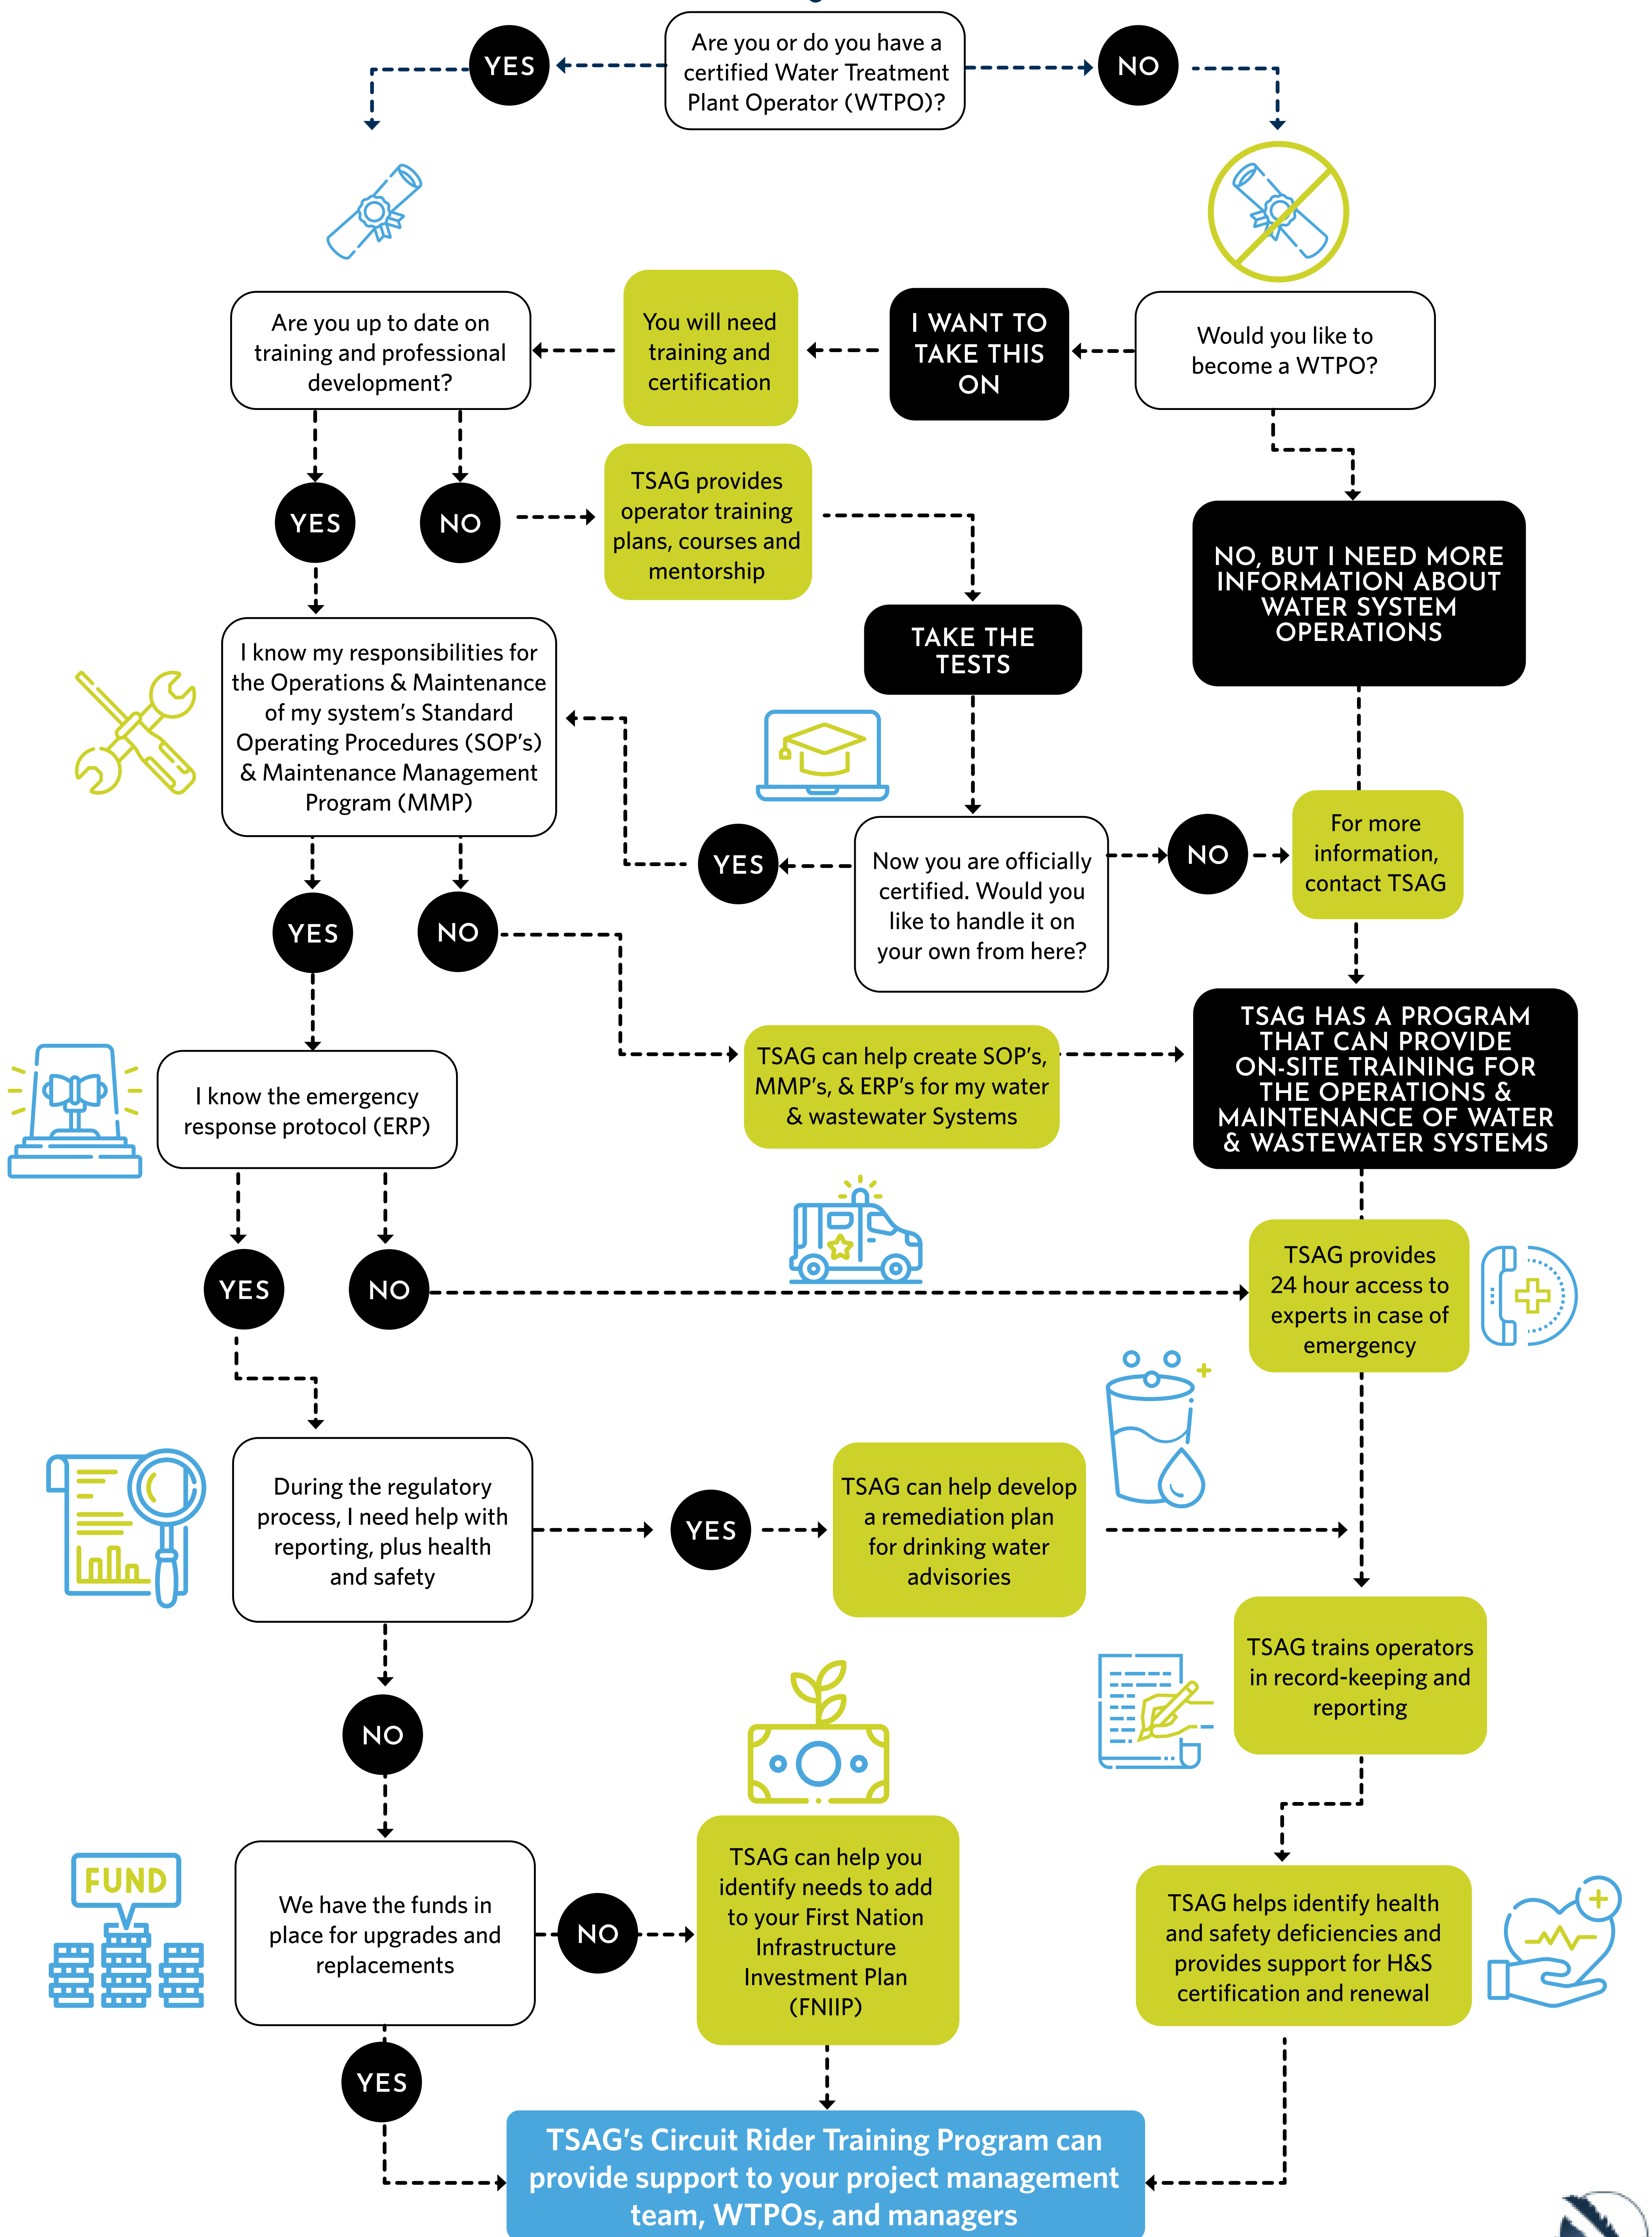 Are you or do you have a
certified Water Treatment
Plant Operator (WTPO)?
YES
NO
Are you up to date on
training and professional
development?
You will need
training and
certification
I WANT TO
TAKE THIS
ON
Would you like to
become a WTPO?
YES
NO
TSAG provides
operator training
plans, courses and
mentorship
NO, BUT I NEED MORE
INFORMATION ABOUT
WATER SYSTEM
OPERATIONS
TAKE THE
TESTS
I know my responsibilities for
the Operations & Maintenance
of my system's Standard
Operating Procedures (SOP's)
& Maintenance Management
Program (MMP)
YES
Now you are officially
certified. Would you
like to handle it on
your own from here?
NO
For more
information,
contact TSAG
YES
NO
TSAG can help create SOP's,
MMP's, & ERP's for my water
& wastewater Systems
TSAG HAS A PROGRAM
THAT CAN PROVIDE
ON-SITE TRAINING FOR
THE OPERATIONS &
MAINTENANCE OF WATER
& WASTEWATER SYSTEMS
I know the emergency
response protocol (ERP)
YES
NO
TSAG provides
24 hour access to
experts in case of
emergency
During the regulatory
process, I need help with
reporting, plus health
and safety
YES
TSAG can help develop
a remediation plan
for drinking water
advisories
TSAG trains operators
in record-keeping and
reporting
NO
FUND
We have the funds in
place for upgrades and
replacements
NO
TSAG can help you
identify needs to add
to your First Nation
Infrastructure
Investment Plan
(FNIIP)
TSAG helps identify health
and safety deficiencies and
provides support for H&S
certification and renewal
YES
TSAG's Circuit Rider Training Program can
provide support to your project management
team, WTPOs, and managers